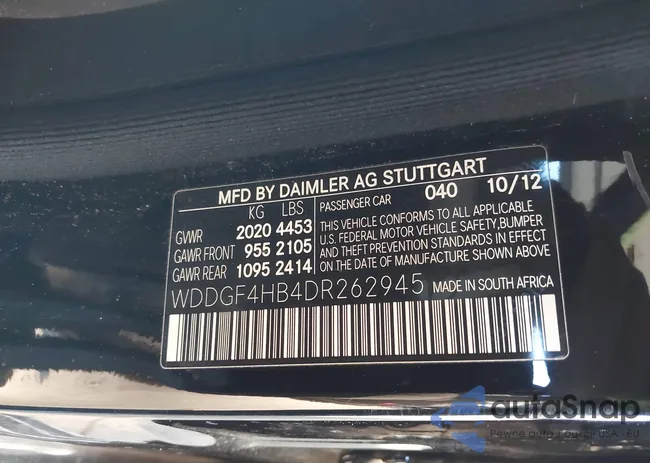 MFD BY DAIMLER AG STUTTGART
KG LBS
GVWR 2020 4453
GAWR FRONT 955 2105
GAWR REAR 1095 2414
PASSENGER CAR 040 10/12
THIS VEHICLE CONFORMS TO ALL APPLICABLE
U.S. FEDERAL MOTOR VEHICLE SAFETY,BUMPER
AND THEFT PREVENTION STANDARDS IN EFFECT
ON THE DATE OF MANUFACTURE SHOWN ABOVE
WDDGF4HB4DR262945 MADE IN SOUTH AFRICA
autoSnap
Pewne auto z